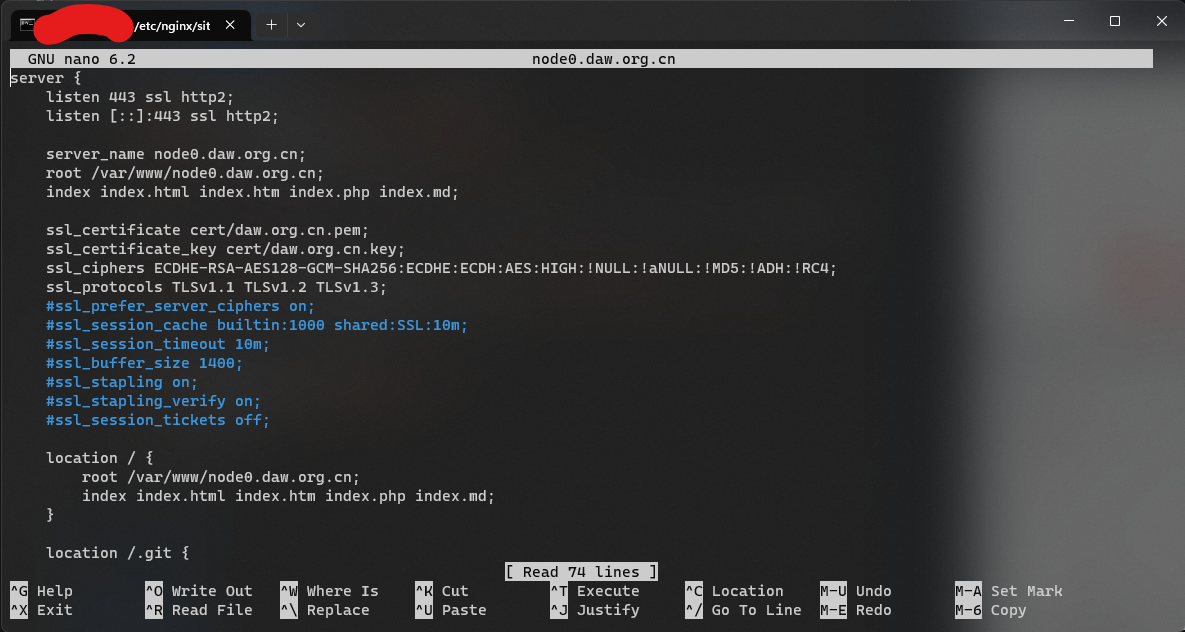 /etc/nginx/sit
GNU nano 6.2 node0.daw.org.cn
server {
    listen 443 ssl http2;
    listen [::]:443 ssl http2;

    server_name node0.daw.org.cn;
    root /var/www/node0.daw.org.cn;
    index index.html index.htm index.php index.md;

    ssl_certificate cert/daw.org.cn.pem;
    ssl_certificate_key cert/daw.org.cn.key;
    ssl_ciphers ECDHE-RSA-AES128-GCM-SHA256:ECDHE:ECDH:AES:HIGH:!NULL:!aNULL:!MD5:!ADH:!RC4;
    ssl_protocols TLSv1.1 TLSv1.2 TLSv1.3;
    #ssl_prefer_server_ciphers on;
    #ssl_session_cache builtin:1000 shared:SSL:10m;
    #ssl_session_timeout 10m;
    #ssl_buffer_size 1400;
    #ssl_stapling on;
    #ssl_stapling_verify on;
    #ssl_session_tickets off;

    location / {
        root /var/www/node0.daw.org.cn;
        index index.html index.htm index.php index.md;
    }

    location /.git {
[ Read 74 lines ]
^G Help ^O Write Out ^W Where Is ^K Cut ^T Execute ^C Location M-U Undo M-A Set Mark
^X Exit ^R Read File ^\ Replace ^U Paste ^J Justify ^/ Go To Line M-E Redo M-6 Copy